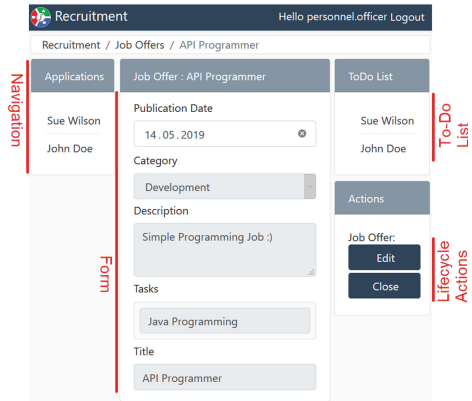 Recruitment
Hello personnel.officer Logout
Recruitment / Job Offers / API Programmer
Navigation
Applications
Sue Wilson
John Doe
Form
Job Offer : API Programmer
Publication Date
14.05.2019
Category
Development
Description
Simple Programming Job :)
Tasks
Java Programming
Title
API Programmer
ToDo List
Sue Wilson
John Doe
To-Do
List
Actions
Job Offer:
Edit
Close
Lifecycle
Actions